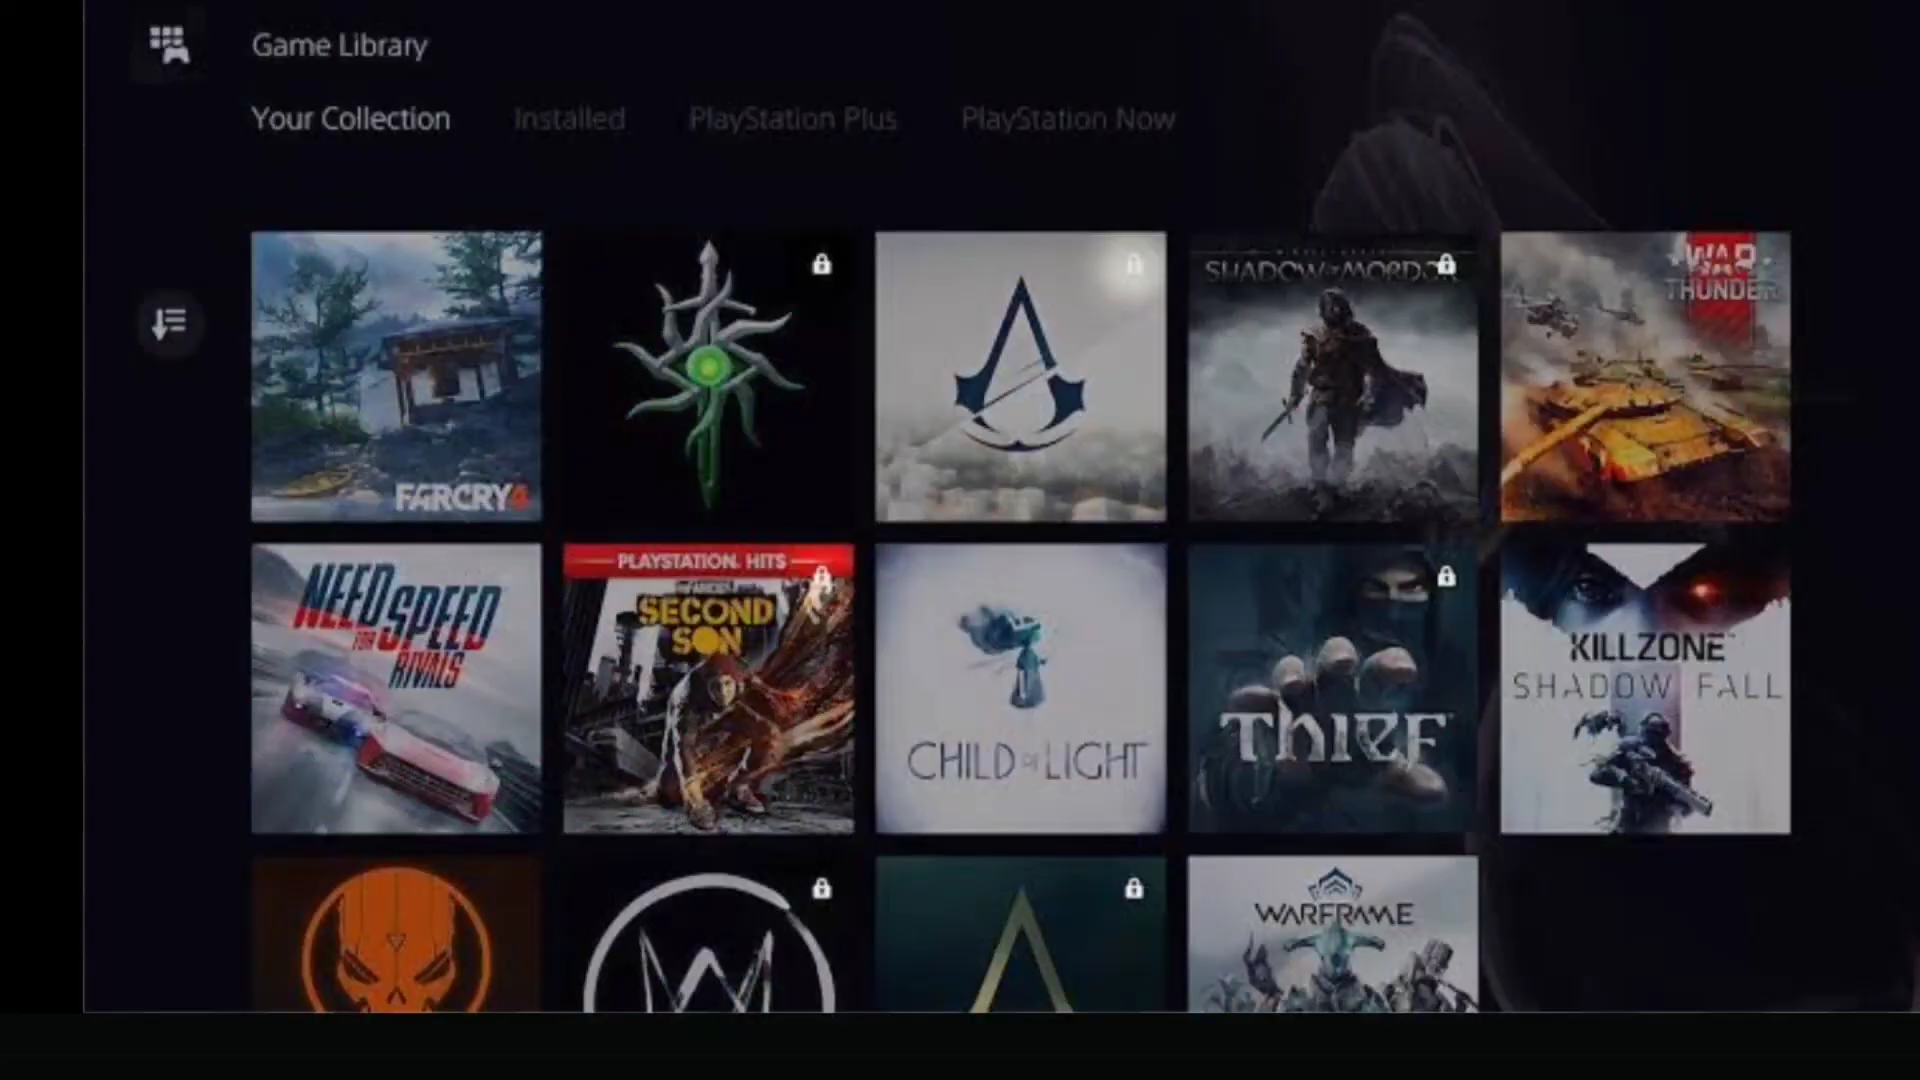 Game Library
Your Collection Installed PlayStation Plus PlayStation Now
FARCRY4
SHADOW OF MORDOR
WAR THUNDER
NEED FOR SPEED RIVALS
PLAYSTATION HITS
inFAMOUS
SECOND SON
CHILD OF LIGHT
THIEF
KILLZONE
SHADOW FALL
WARFRAME